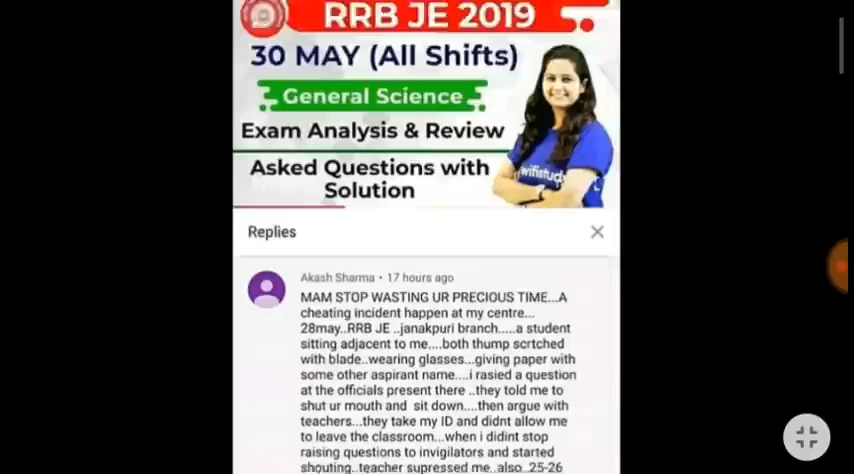 RRB JE 2019
30 MAY (All Shifts)
General Science
Exam Analysis & Review
Asked Questions with
Solution
wifistudy
Replies
Akash Sharma • 17 hours ago
MAM STOP WASTING UR PRECIOUS TIME...A
cheating incident happen at my centre...
28may..RRB JE ..janakpuri branch.....a student
sitting adjacent to me....both thump scrtched
with blade..wearing glasses...giving paper with
some other aspirant name....i rasied a question
at the officials present there ..they told me to
shut ur mouth and sit down....then argue with
teachers...they take my ID and didnt allow me
to leave the classroom...when i didint stop
raising questions to invigilators and started
shouting..teacher supressed me..also 25-26